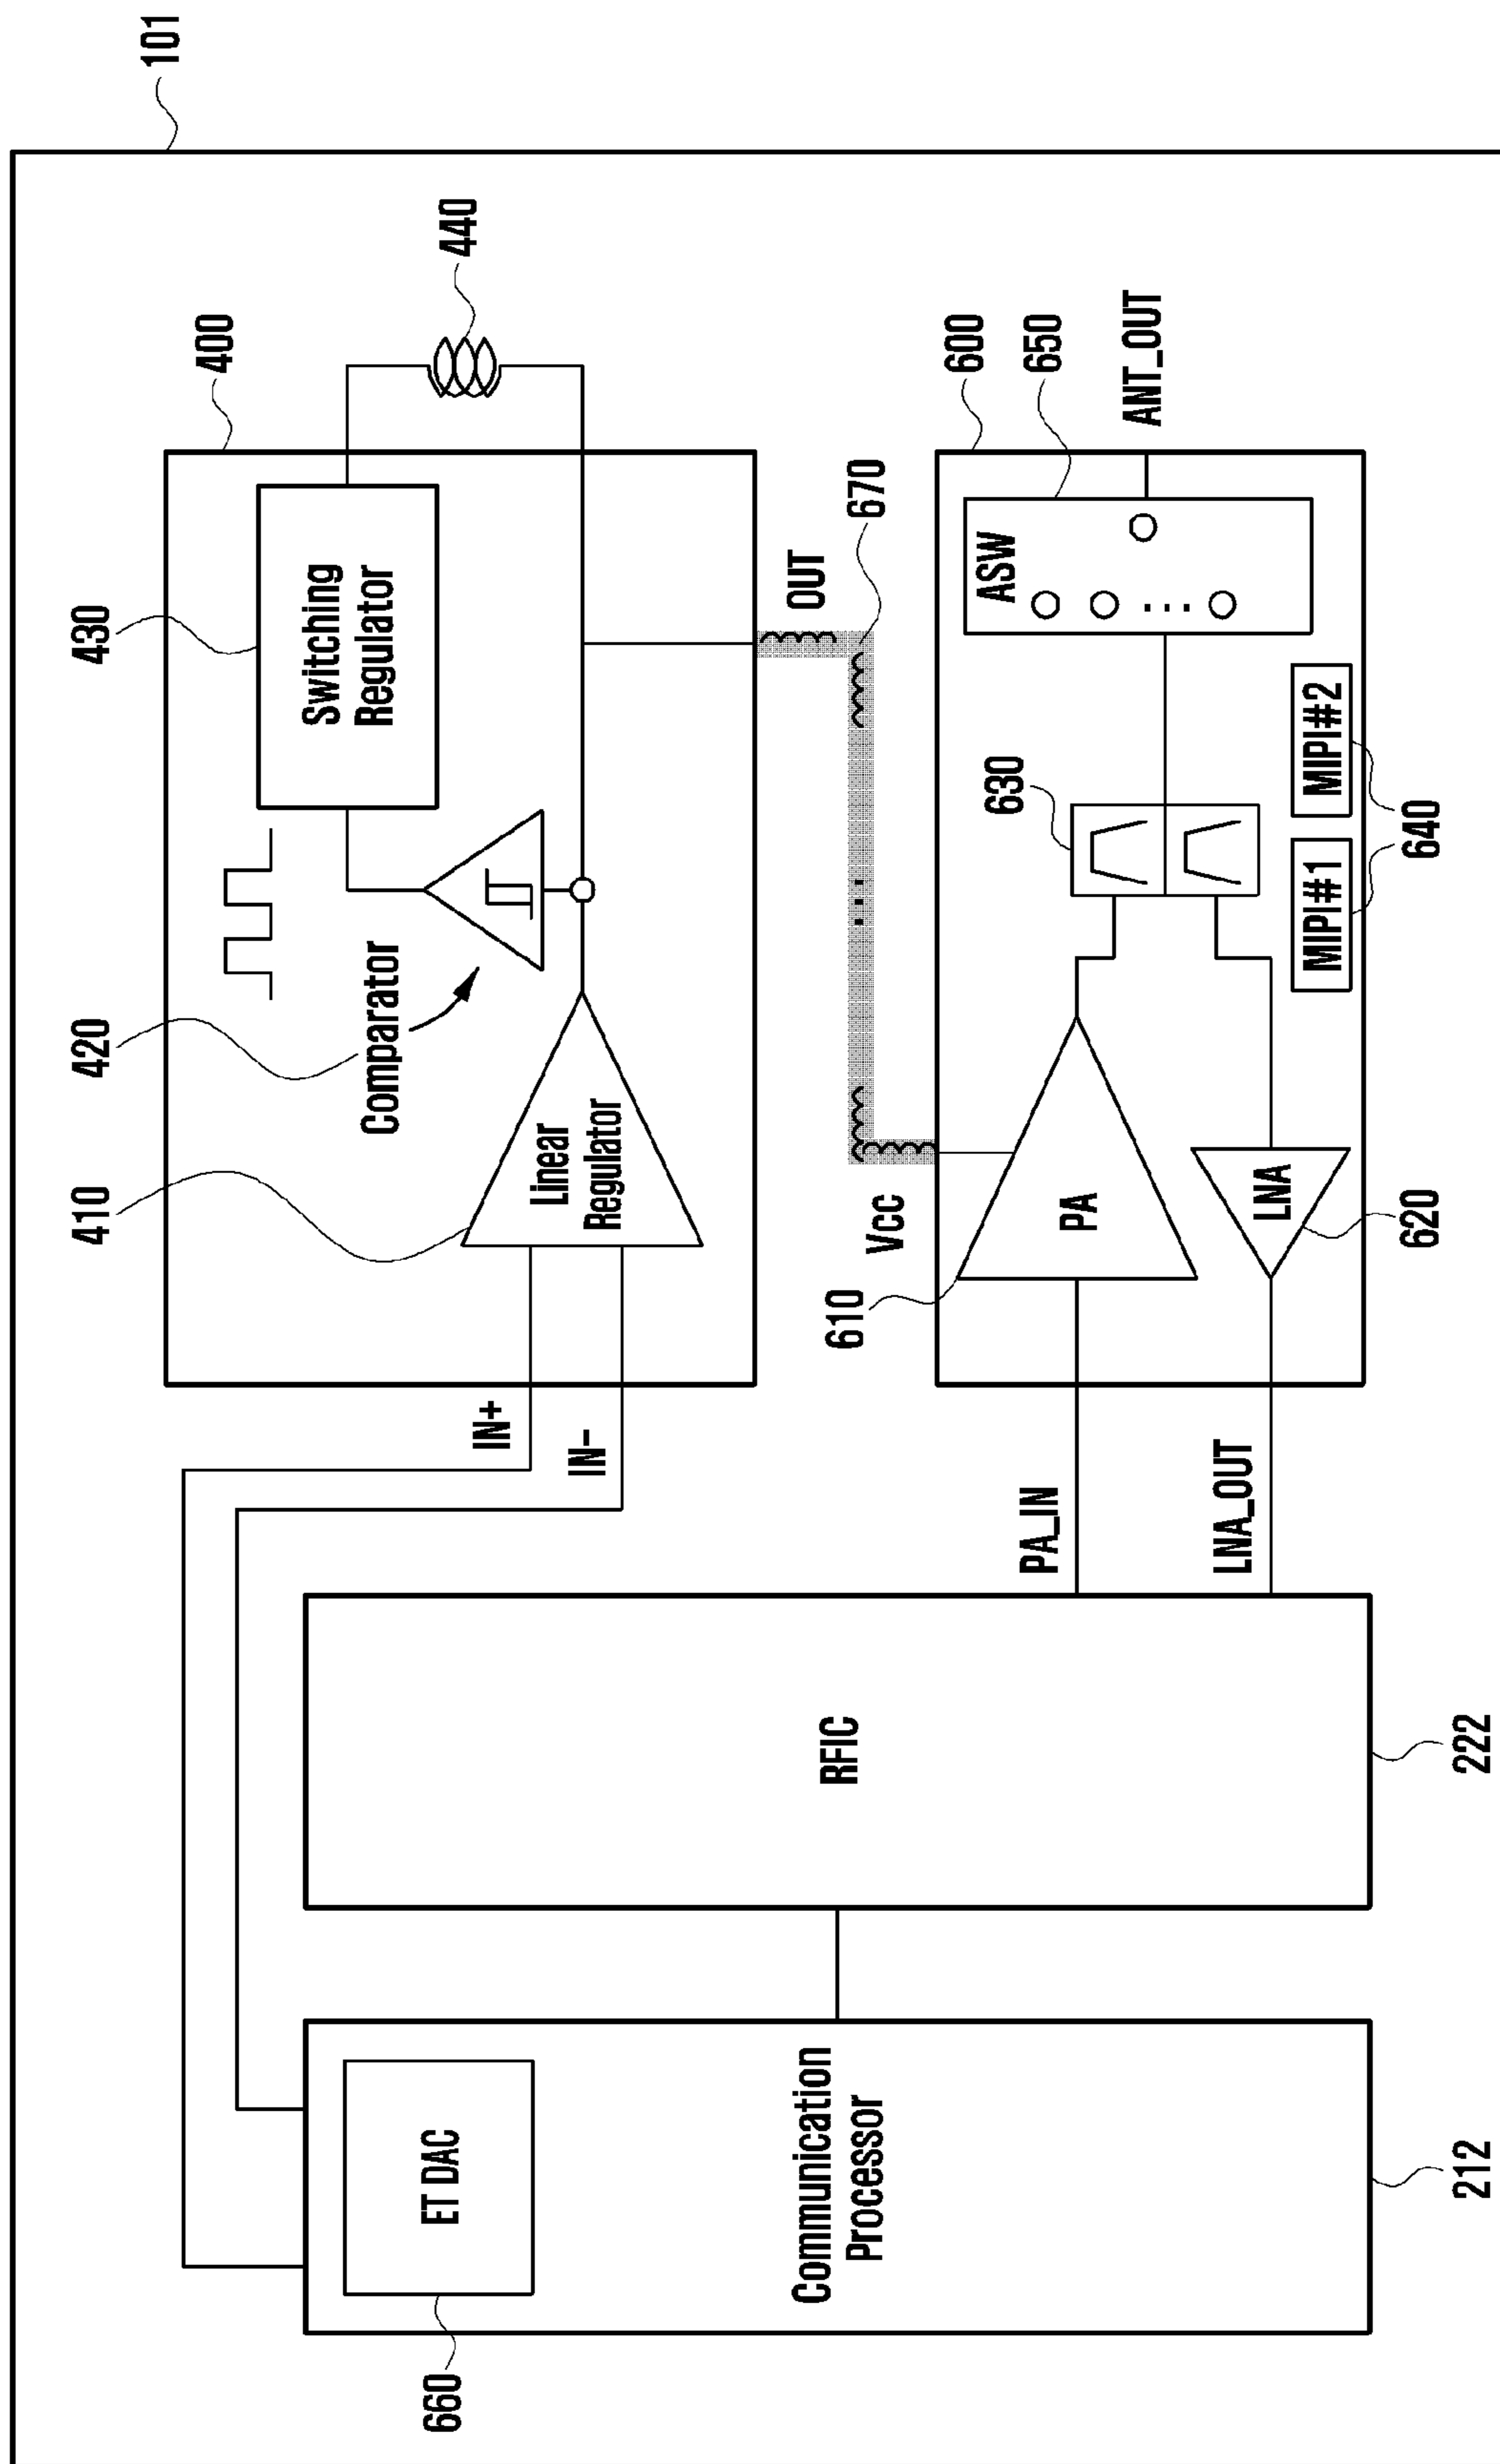 101
430
420
410
400
440
Switching
Regulator
Comparator
Linear
Regulator
IN+
IN−
OUT
670
Vcc
610
600
650
ANT_OUT
ASW
630
PA
LNA
620
MIPI#1
MIPI#2
640
PA_IN
LNA_OUT
RFIC
222
ET DAC
660
Communication
Processor
212